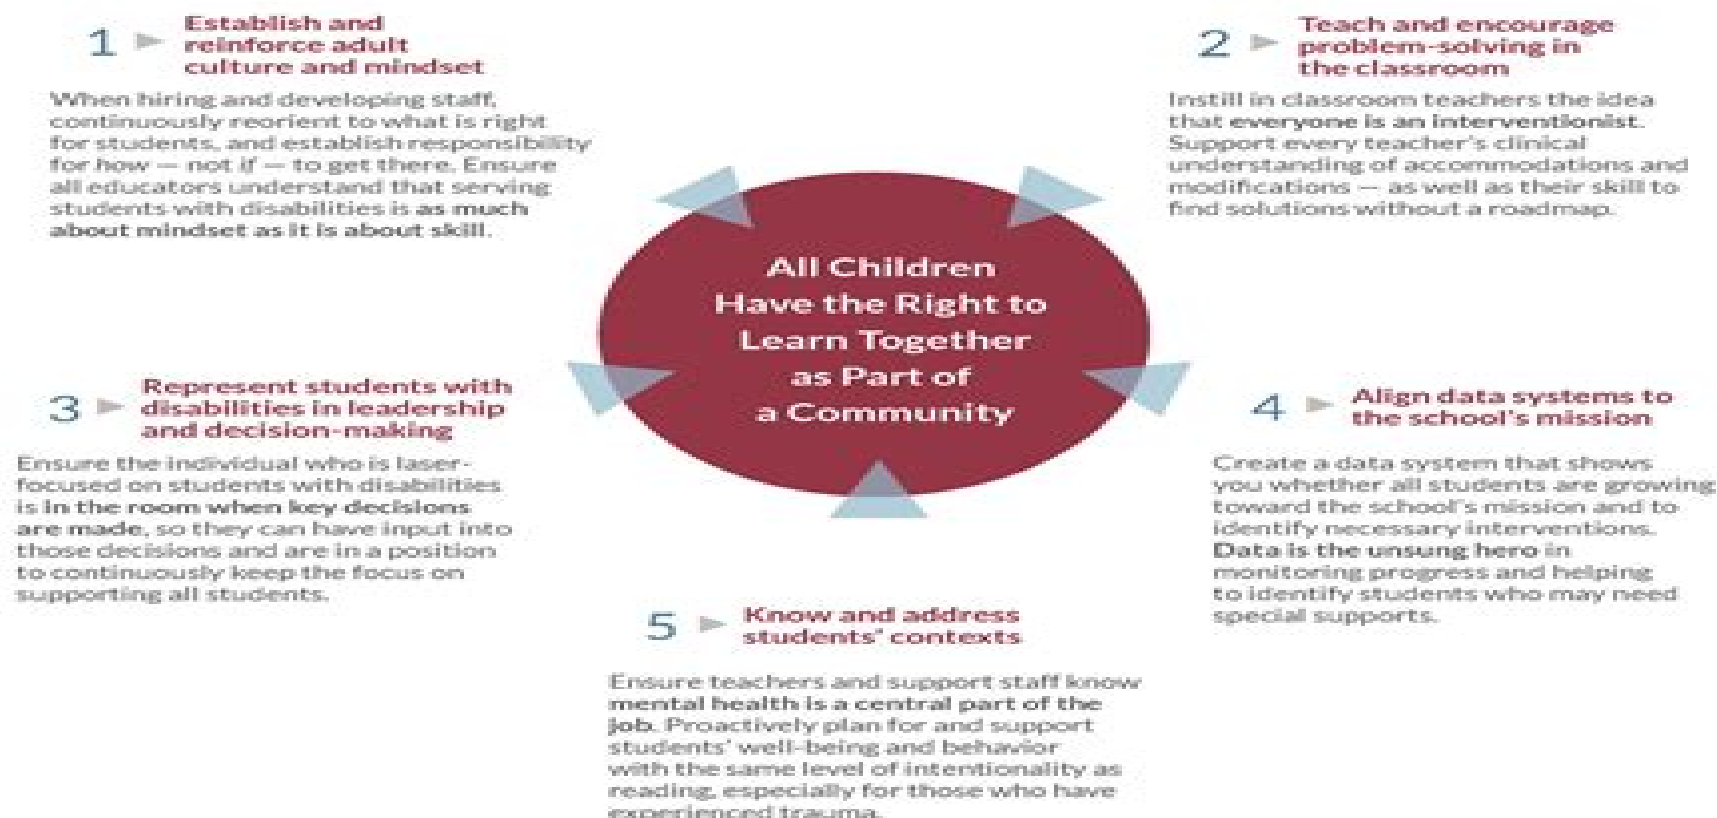 1
Establish and
reinforce adult
culture and mindset
When hiring and developing staff,
continuously reorient to what is right
for students, and establish responsibility
for how — not if — to get there. Ensure
all educators understand that serving
students with disabilities is as much
about mindset as it is about skill.
2
Teach and encourage
problem-solving in
the classroom
Instill in classroom teachers the idea
that everyone is an interventionist.
Support every teacher's clinical
understanding of accommodations and
modifications — as well as their skill to
find solutions without a roadmap.
All Children
Have the Right to
Learn Together
as Part of
a Community
3
Represent students with
disabilities in leadership
and decision-making
Ensure the individual who is laser-
focused on students with disabilities
is in the room when key decisions
are made, so they can have input into
those decisions and are in a position
to continuously keep the focus on
supporting all students.
4
Align data systems to
the school's mission
Create a data system that shows
you whether all students are growing
toward the school's mission and to
identify necessary interventions.
Data is the unsung hero in
monitoring progress and helping
to identify students who may need
special supports.
5
Know and address
students' contexts
Ensure teachers and support staff know
mental health is a central part of the
job. Proactively plan for and support
students' well-being and behavior
with the same level of intentionality as
reading, especially for those who have
experienced trauma.